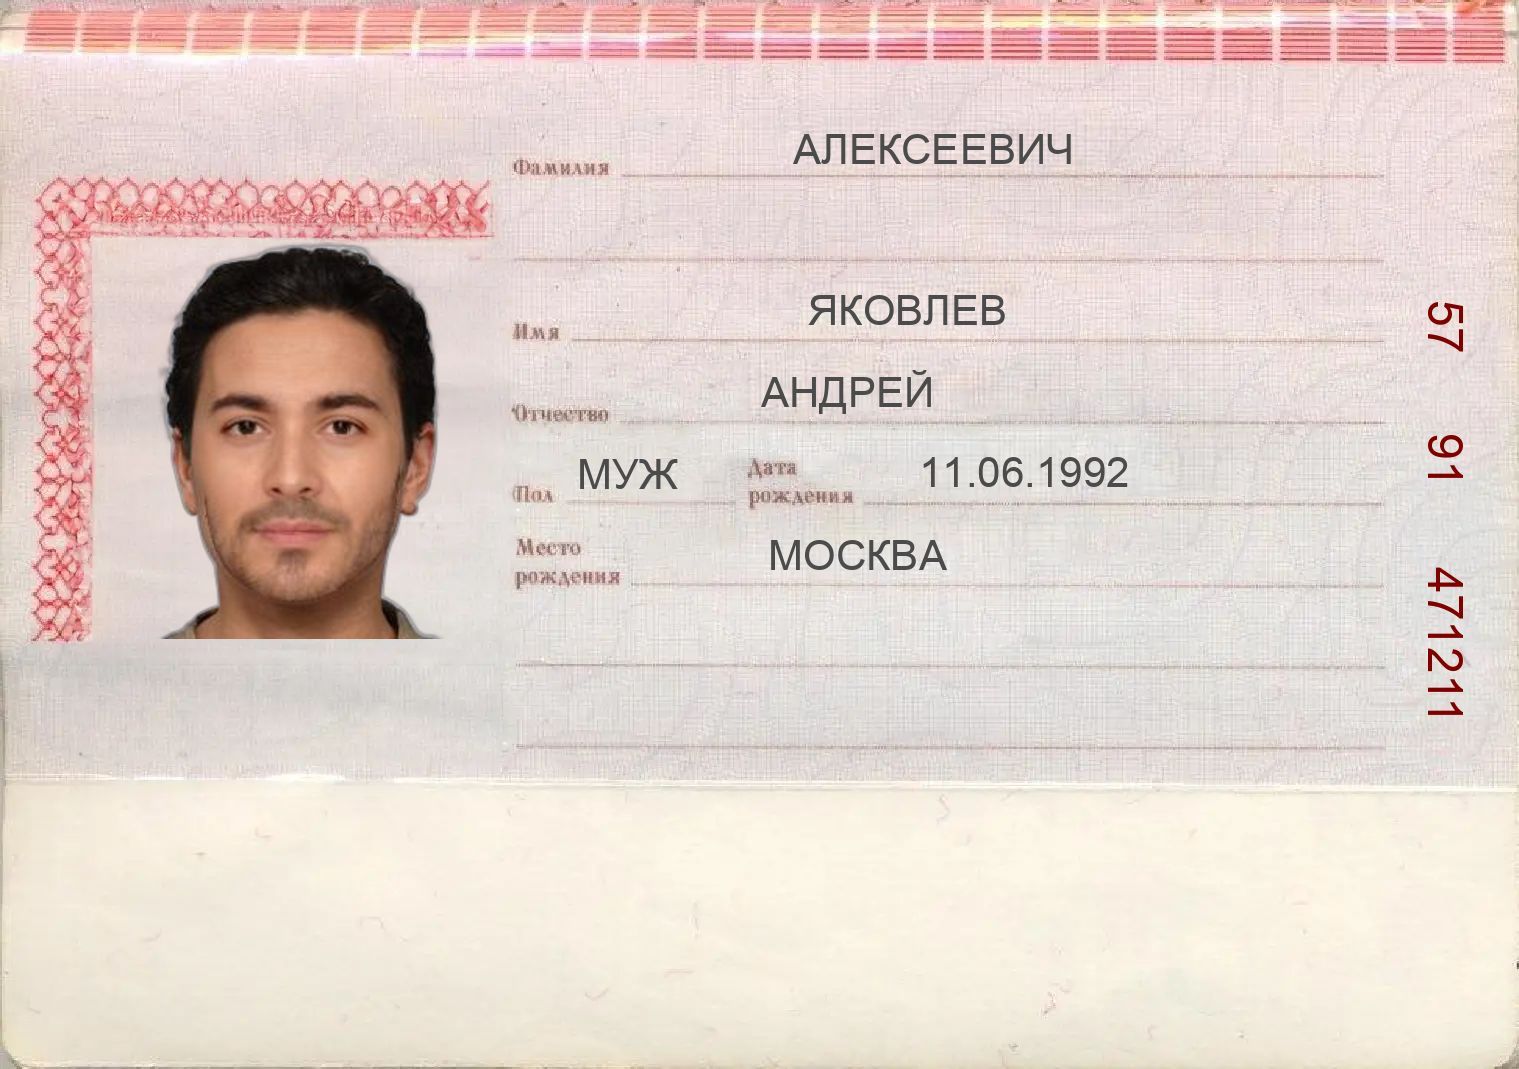 Фамилия АЛЕКСЕЕВИЧ
Имя ЯКОВЛЕВ
Отчество АНДРЕЙ
Пол МУЖ Дата рождения 11.06.1992
Место рождения МОСКВА
57 91 471211